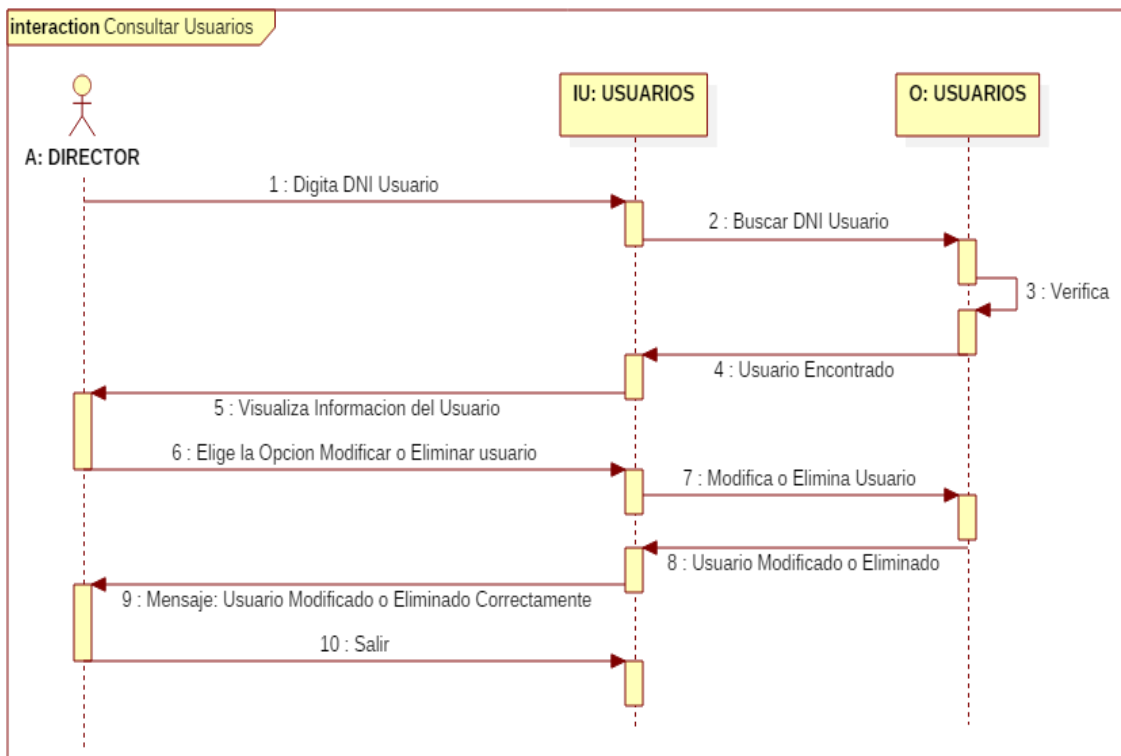 interaction Consultar Usuarios
IU: USUARIOS
O: USUARIOS
A: DIRECTOR
1 : Digita DNI Usuario
2 : Buscar DNI Usuario
3 : Verifica
4 : Usuario Encontrado
5 : Visualiza Informacion del Usuario
6 : Elige la Opcion Modificar o Eliminar usuario
7 : Modifica o Elimina Usuario
8 : Usuario Modificado o Eliminado
9 : Mensaje: Usuario Modificado o Eliminado Correctamente
10 : Salir